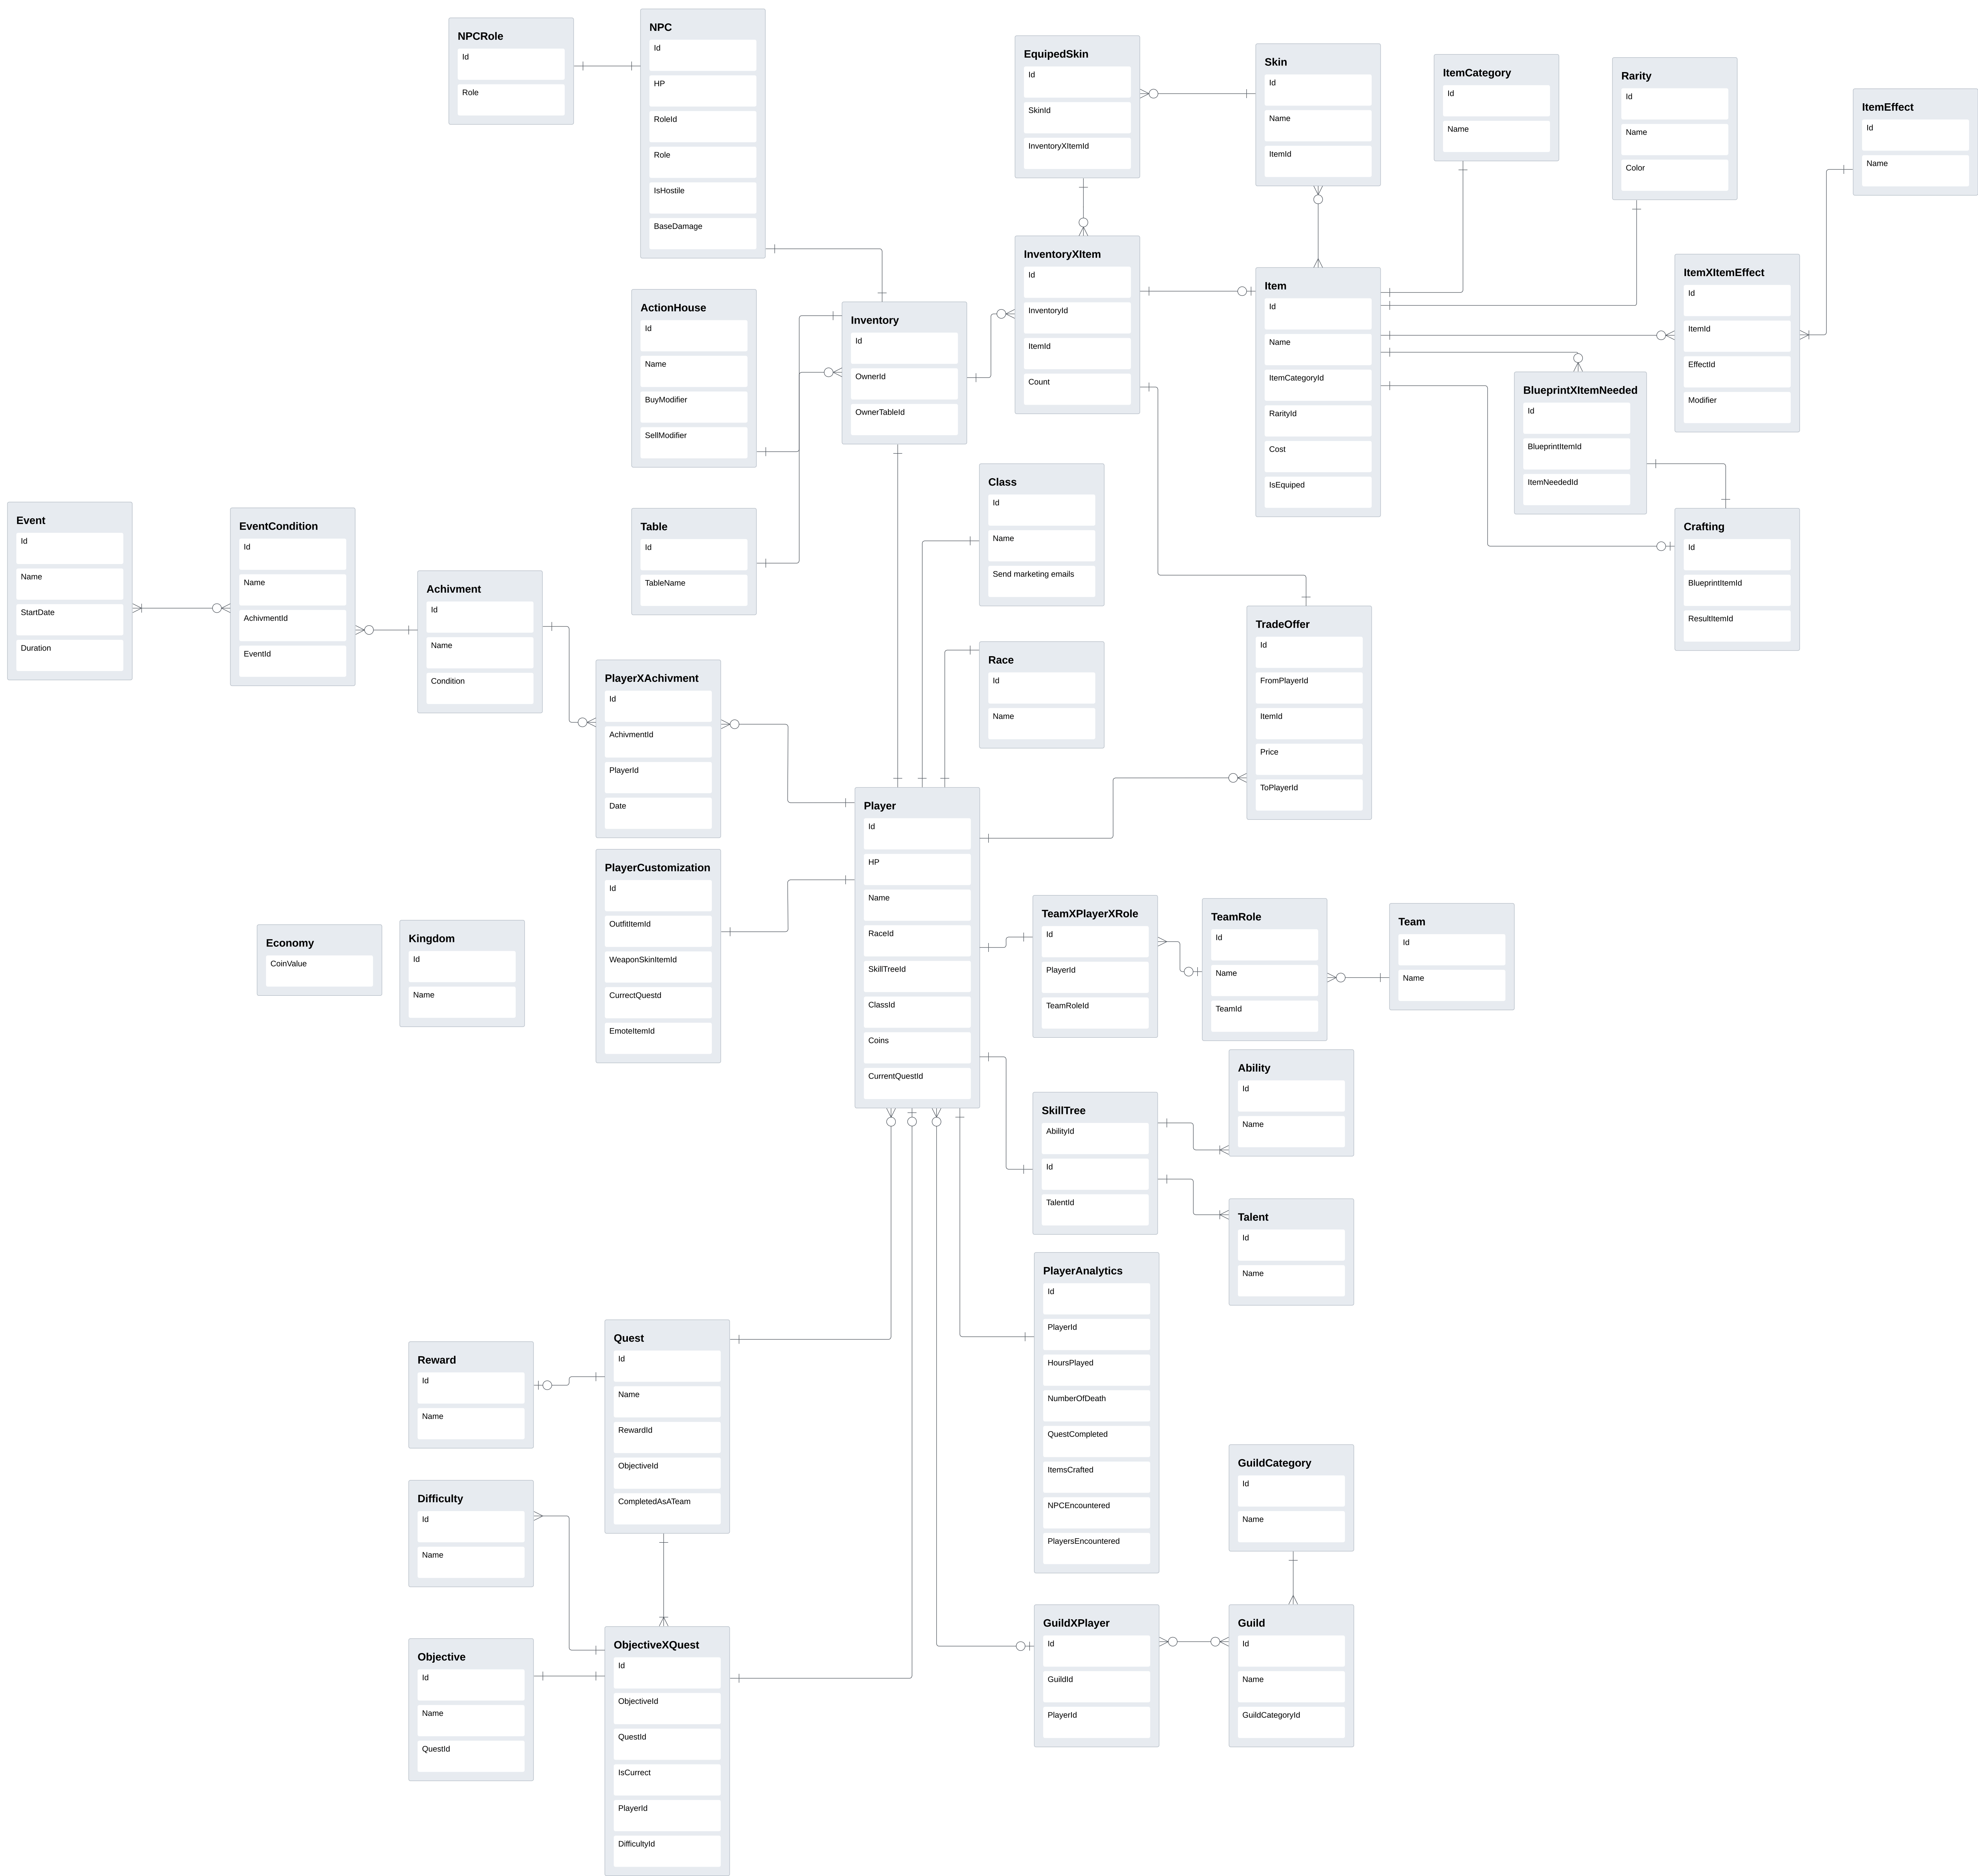 NPCRole
Id
Role
NPC
Id
HP
RoleId
Role
IsHostile
BaseDamage
EquipedSkin
Id
SkinId
InventoryXItemId
Skin
Id
Name
ItemId
ItemCategory
Id
Name
Rarity
Id
Name
Color
ItemEffect
Id
Name
ActionHouse
Id
Name
BuyModifier
SellModifier
Inventory
Id
OwnerId
OwnerTableId
InventoryXItem
Id
InventoryId
ItemId
Count
Item
Id
Name
ItemCategoryId
RarityId
Cost
IsEquiped
ItemXItemEffect
Id
ItemId
EffectId
Modifier
BlueprintXItemNeeded
Id
BlueprintItemId
ItemNeededId
Crafting
Id
BlueprintItemId
ResultItemId
Event
Id
Name
StartDate
Duration
EventCondition
Id
Name
AchivmentId
EventId
Achivment
Id
Name
Condition
Table
Id
TableName
Class
Id
Name
Send marketing emails
Race
Id
Name
TradeOffer
Id
FromPlayerId
ItemId
Price
ToPlayerId
PlayerXAchivment
Id
AchivmentId
PlayerId
Date
PlayerCustomization
Id
OutfitItemId
WeaponSkinItemId
CurrectQuestd
EmoteItemId
Player
Id
HP
Name
RaceId
SkillTreeId
ClassId
Coins
CurrentQuestId
Economy
CoinValue
Kingdom
Id
Name
TeamXPlayerXRole
Id
PlayerId
TeamRoleId
TeamRole
Id
Name
TeamId
Team
Id
Name
SkillTree
AbilityId
Id
TalentId
Ability
Id
Name
Talent
Id
Name
PlayerAnalytics
Id
PlayerId
HoursPlayed
NumberOfDeath
QuestCompleted
ItemsCrafted
NPCEncountered
PlayersEncountered
Reward
Id
Name
Quest
Id
Name
RewardId
ObjectiveId
CompletedAsATeam
Difficulty
Id
Name
Objective
Id
Name
QuestId
ObjectiveXQuest
Id
ObjectiveId
QuestId
IsCurrect
PlayerId
DifficultyId
GuildCategory
Id
Name
GuildXPlayer
Id
GuildId
PlayerId
Guild
Id
Name
GuildCategoryId